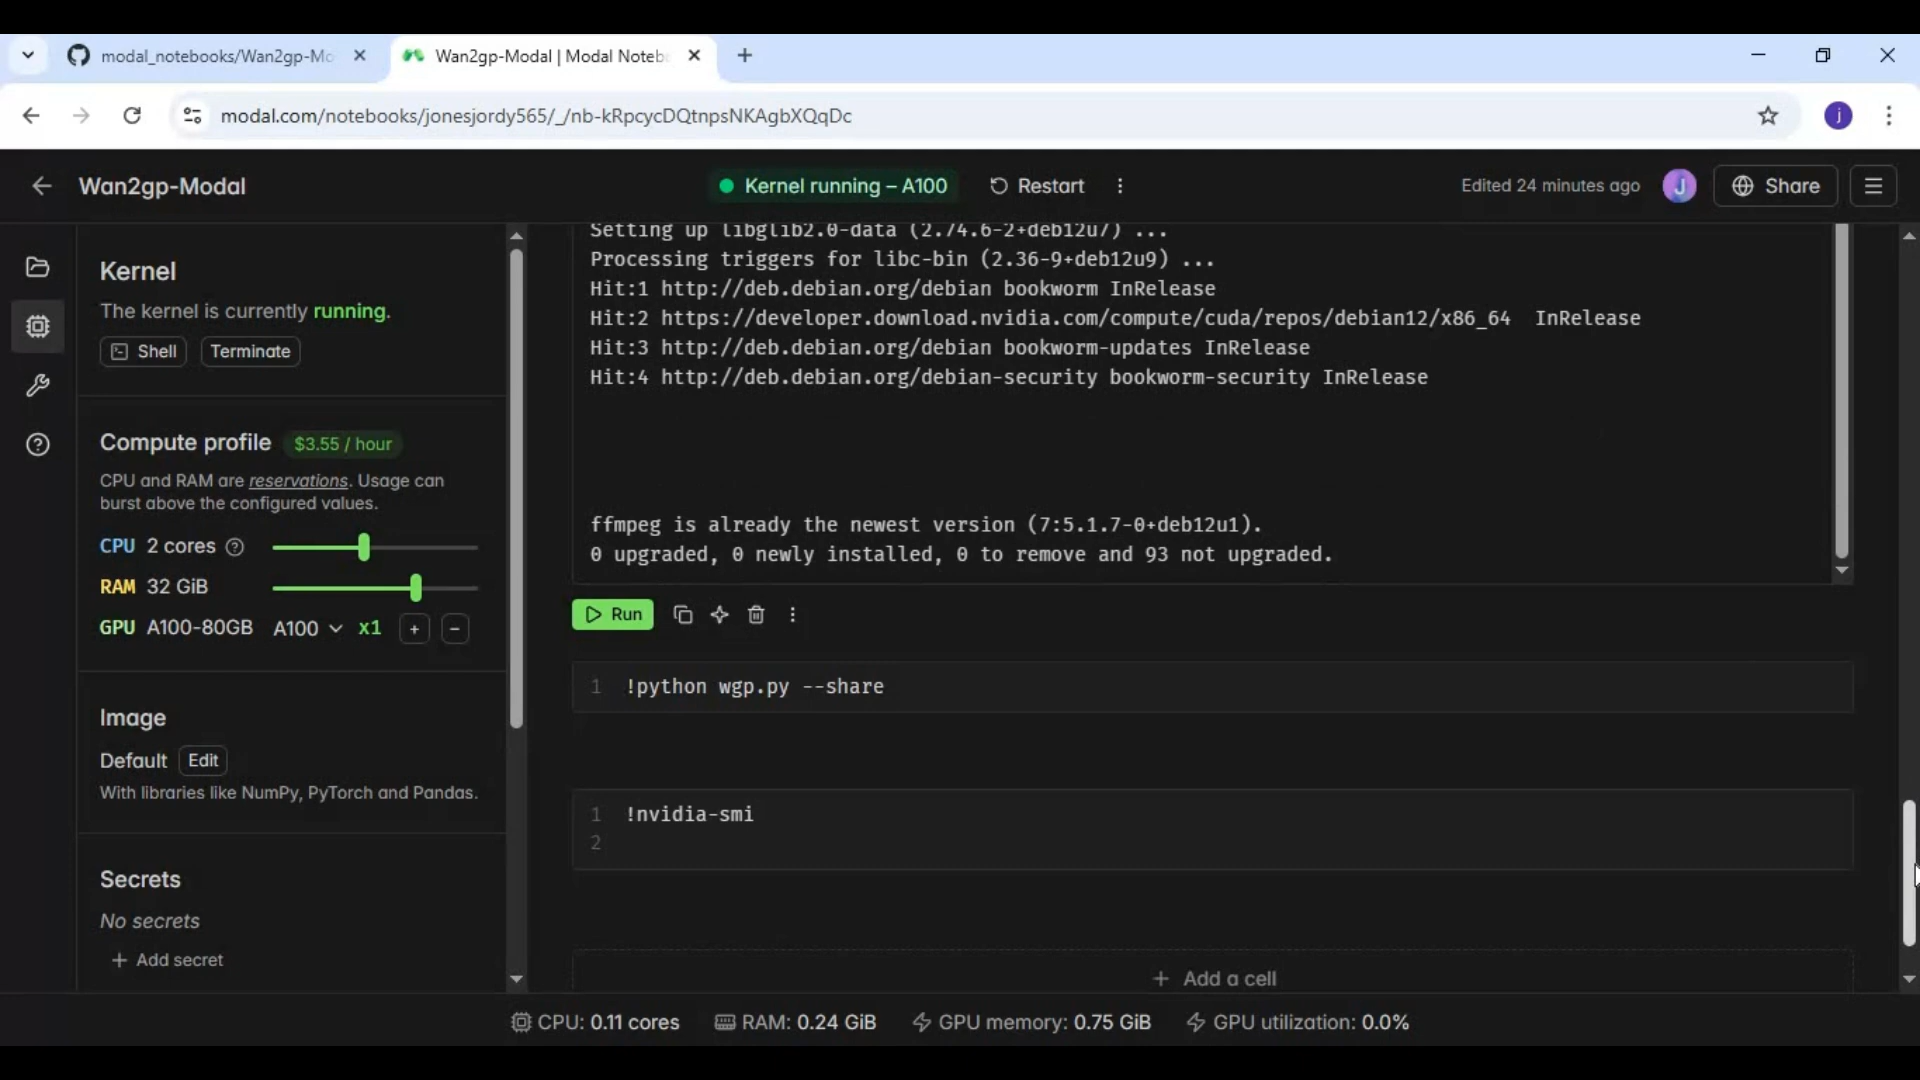 modal_notebooks/Wan2gp-Mo
Wan2gp-Modal | Modal Noteb
modal.com/notebooks/jonesjordy565/_/nb-kRpcycDQtnpsNKAgbXQqDc
j
Wan2gp-Modal
Kernel running – A100
Restart
Edited 24 minutes ago
J
Share
Kernel
The kernel is currently running.
Shell
Terminate
Compute profile $3.55 / hour
CPU and RAM are reservations. Usage can
burst above the configured values.
CPU 2 cores
RAM 32 GiB
GPU A100-80GB A100 x1 + -
Image
Default Edit
With libraries like NumPy, PyTorch and Pandas.
Secrets
No secrets
+ Add secret
Setting up libglib2.0-data (2.74.6-2+deb12u7) ...
Processing triggers for libc-bin (2.36-9+deb12u9) ...
Hit:1 http://deb.debian.org/debian bookworm InRelease
Hit:2 https://developer.download.nvidia.com/compute/cuda/repos/debian12/x86_64  InRelease
Hit:3 http://deb.debian.org/debian bookworm-updates InRelease
Hit:4 http://deb.debian.org/debian-security bookworm-security InRelease
ffmpeg is already the newest version (7:5.1.7-0+deb12u1).
0 upgraded, 0 newly installed, 0 to remove and 93 not upgraded.
Run
1 !python wgp.py --share
1 !nvidia-smi
2
+ Add a cell
CPU: 0.11 cores
RAM: 0.24 GiB
GPU memory: 0.75 GiB
GPU utilization: 0.0%